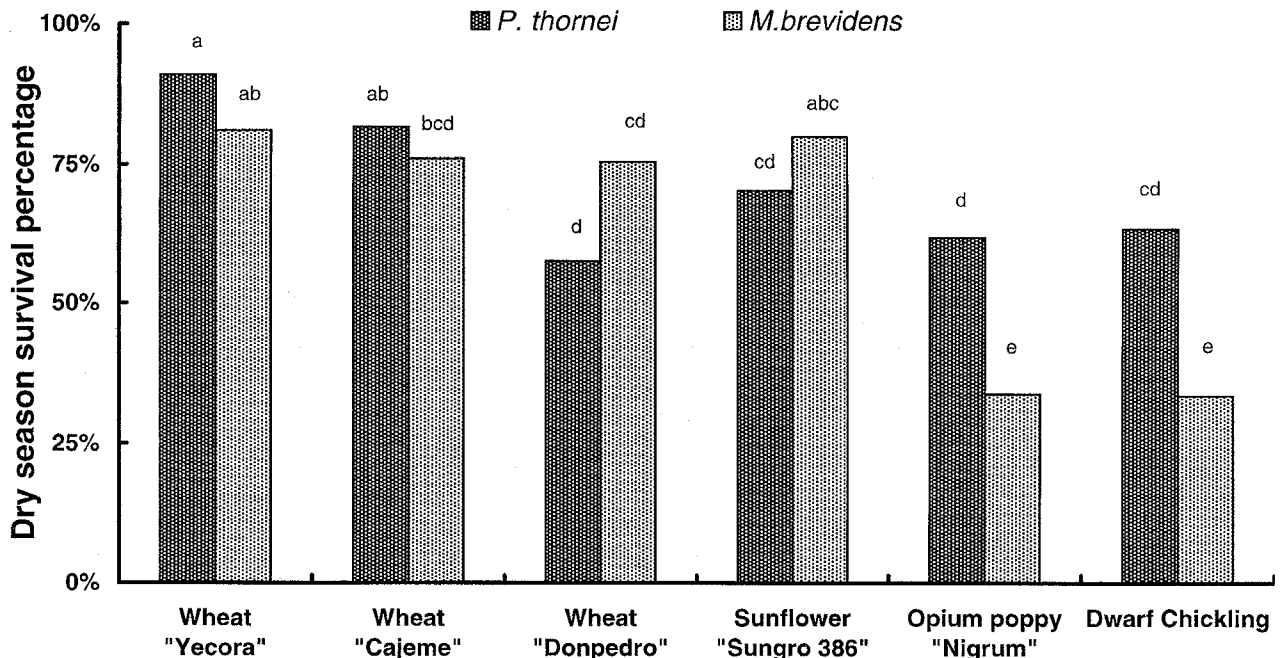 P. thornei M.brevidens
Dry season survival percentage
100%
75%
50%
25%
0%
a
ab
ab
bcd
d
cd
cd
abc
d
e
cd
e
Wheat
"Yecora"
Wheat
"Cajeme"
Wheat
"Donpedro"
Sunflower
"Sungro 386"
Opium poppy
"Nigrum"
Dwarf Chickling